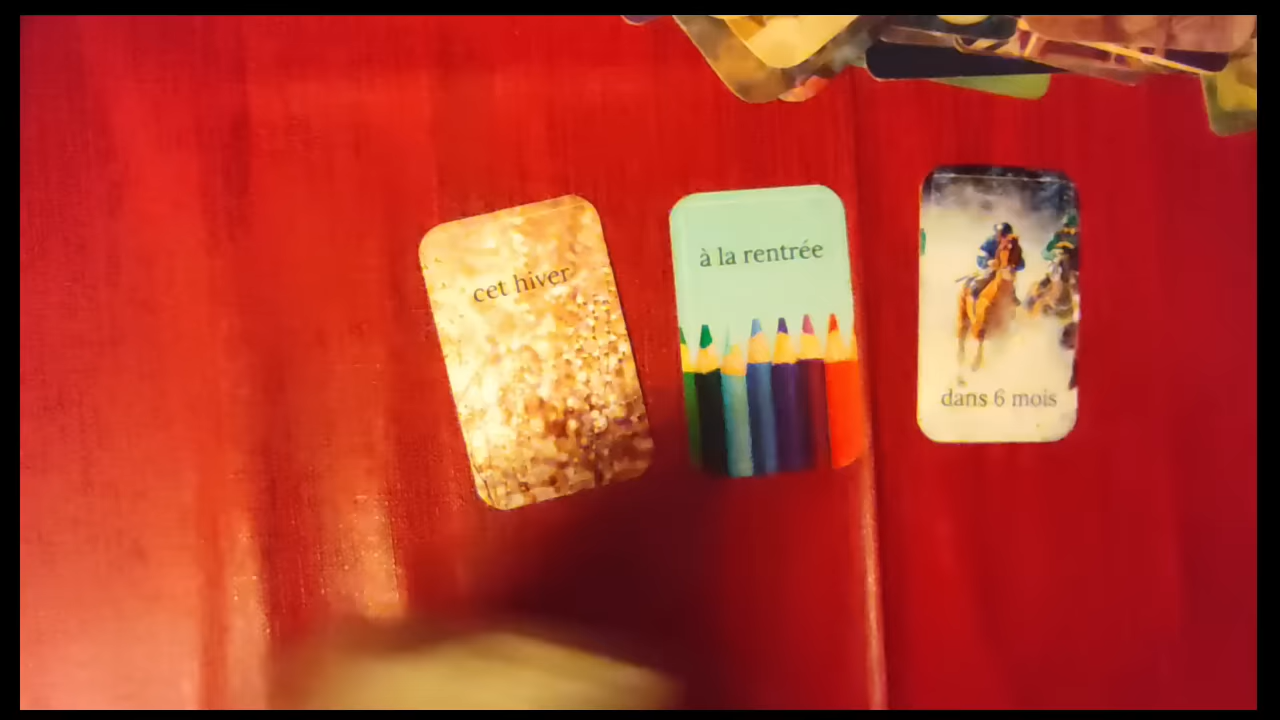 cet hiver
à la rentrée
dans 6 mois